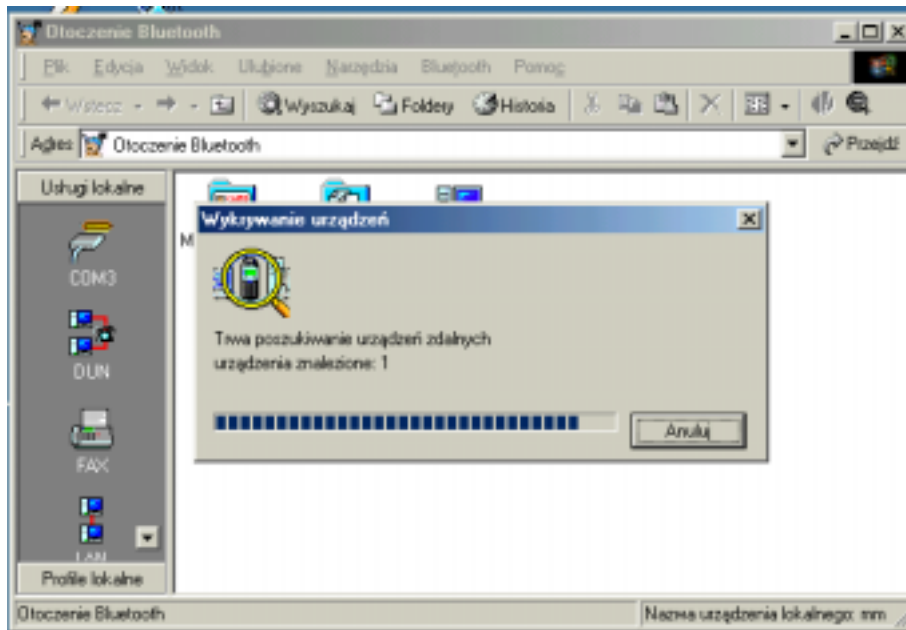 Otoczenie Bluetooth
Plik Edycja Widok Ulubione Narzędzia Bluetooth Pomoc
Wstecz Wyszukaj Foldery Historia
Adres Otoczenie Bluetooth Przejdź
Usługi lokalne
COM3
DUN
FAX
LAN
Profile lokalne
M
Wykrywanie urządzeń
Trwa poszukiwanie urządzeń zdalnych
urządzenia znalezione: 1
Anuluj
Otoczenie Bluetooth
Nazwa urządzenia lokalnego: mm